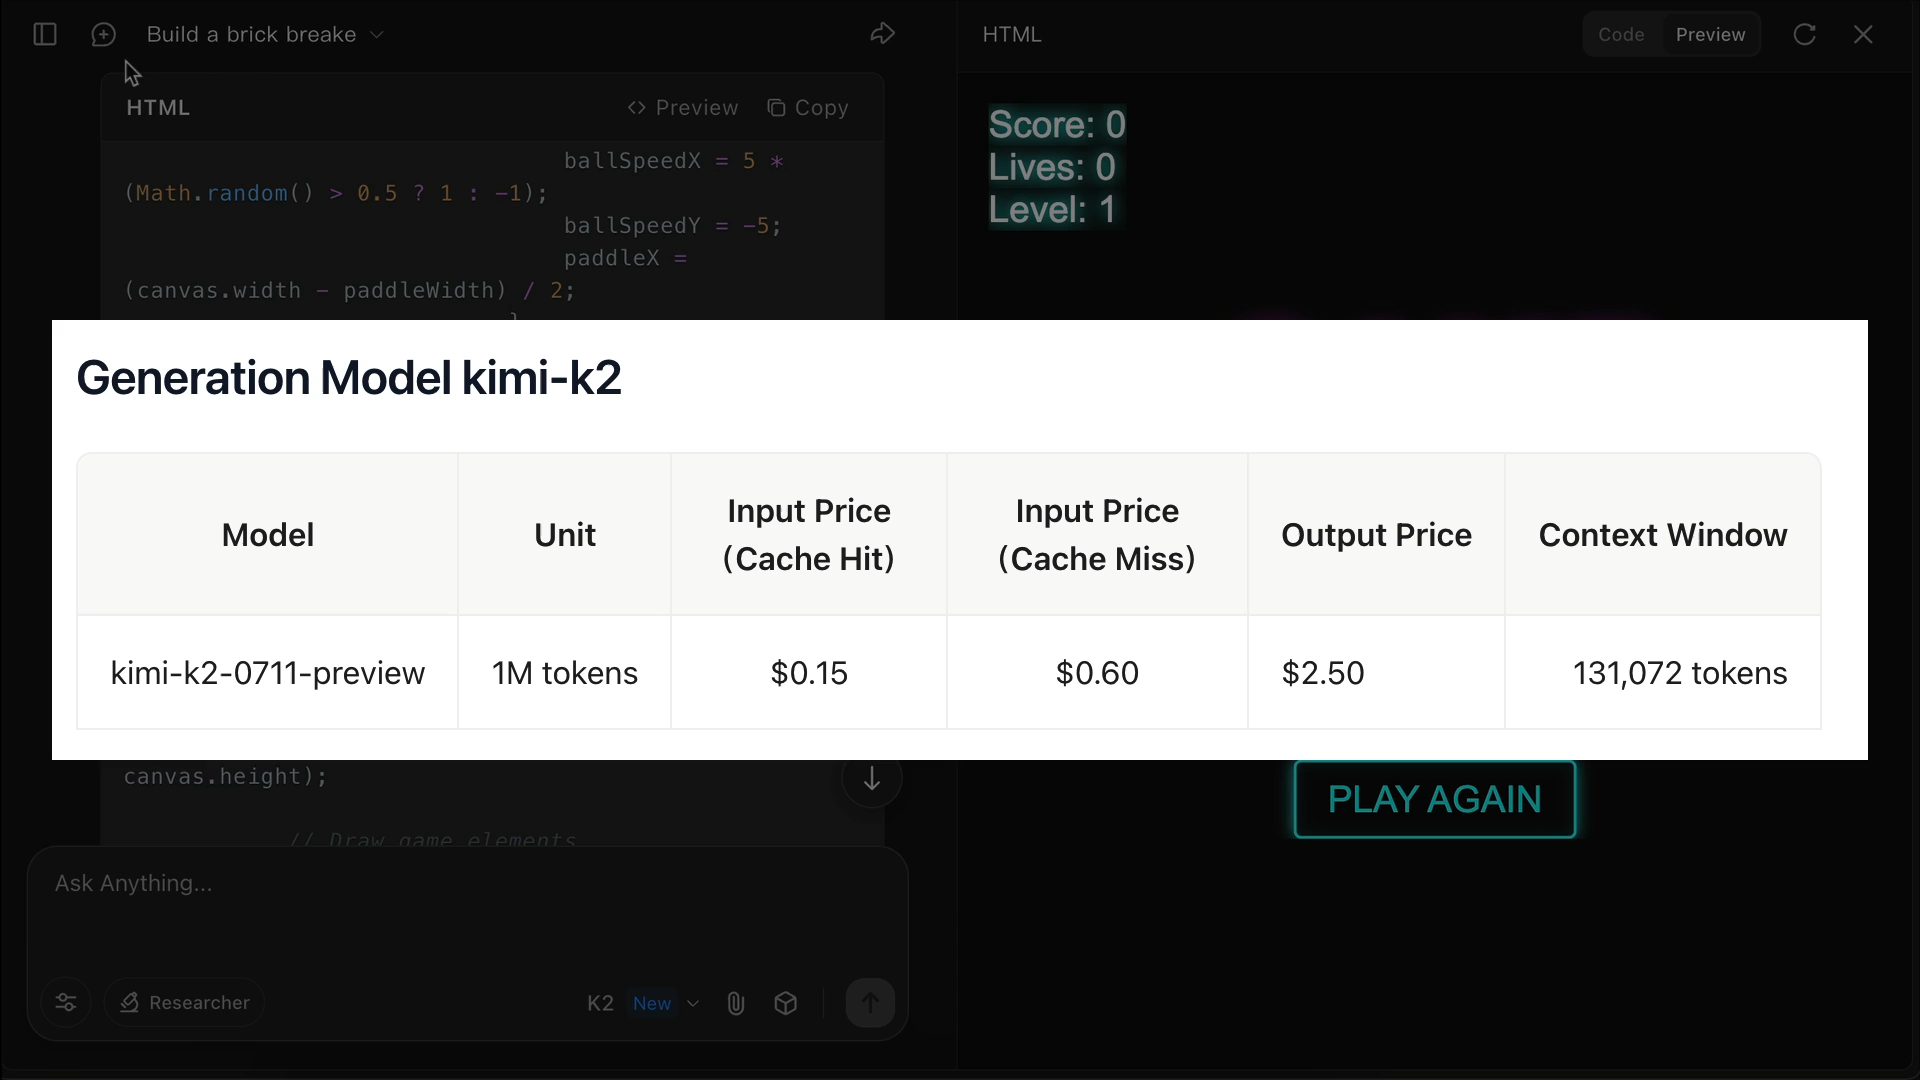 Build a brick breake
HTML
Preview
Copy
ballSpeedX = 5 *
(Math.random() > 0.5 ? 1 : -1);
ballSpeedY = -5;
paddleX =
(canvas.width - paddleWidth) / 2;
HTML
Code
Preview
Score: 0
Lives: 0
Level: 1
Generation Model kimi-k2
Model
Unit
Input Price
(Cache Hit)
Input Price
(Cache Miss)
Output Price
Context Window
kimi-k2-0711-preview
1M tokens
$0.15
$0.60
$2.50
131,072 tokens
canvas.height);
// Draw game elements
PLAY AGAIN
Ask Anything...
Researcher
K2
New